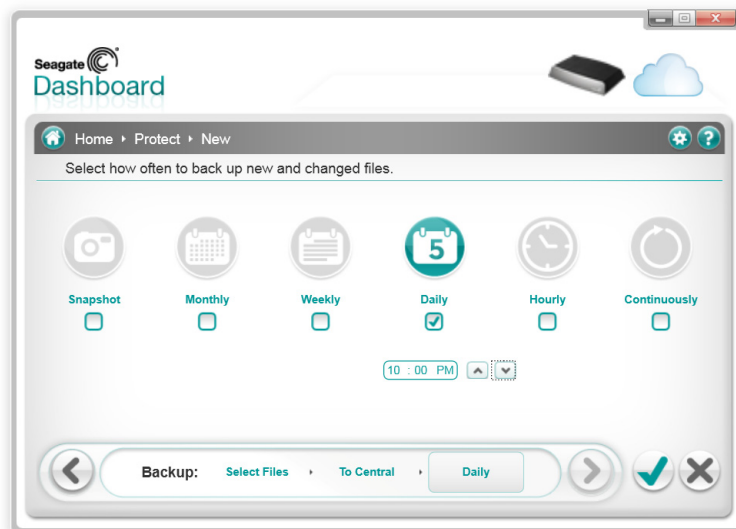 Seagate
Dashboard
Home ▸ Protect ▸ New
Select how often to back up new and changed files.
5
Snapshot Monthly Weekly Daily Hourly Continuously
10 : 00 PM
Backup: Select Files ▸ To Central ▸ Daily